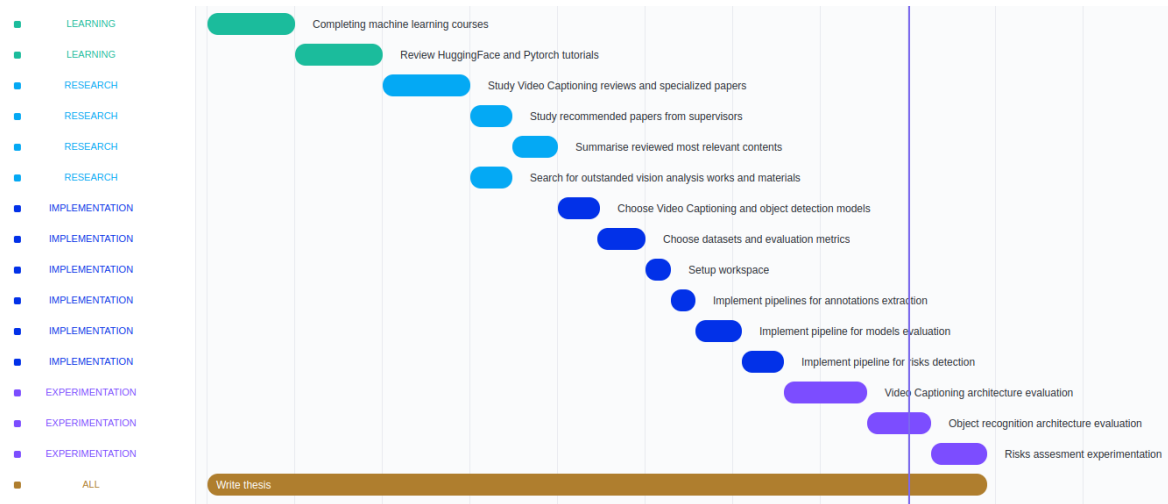 LEARNING Completing machine learning courses
LEARNING Review HuggingFace and Pytorch tutorials
RESEARCH Study Video Captioning reviews and specialized papers
RESEARCH Study recommended papers from supervisors
RESEARCH Summarise reviewed most relevant contents
RESEARCH Search for outstanded vision analysis works and materials
IMPLEMENTATION Choose Video Captioning and object detection models
IMPLEMENTATION Choose datasets and evaluation metrics
IMPLEMENTATION Setup workspace
IMPLEMENTATION Implement pipelines for annotations extraction
IMPLEMENTATION Implement pipeline for models evaluation
IMPLEMENTATION Implement pipeline for risks detection
EXPERIMENTATION Video Captioning architecture evaluation
EXPERIMENTATION Object recognition architecture evaluation
EXPERIMENTATION Risks assesment experimentation
ALL Write thesis